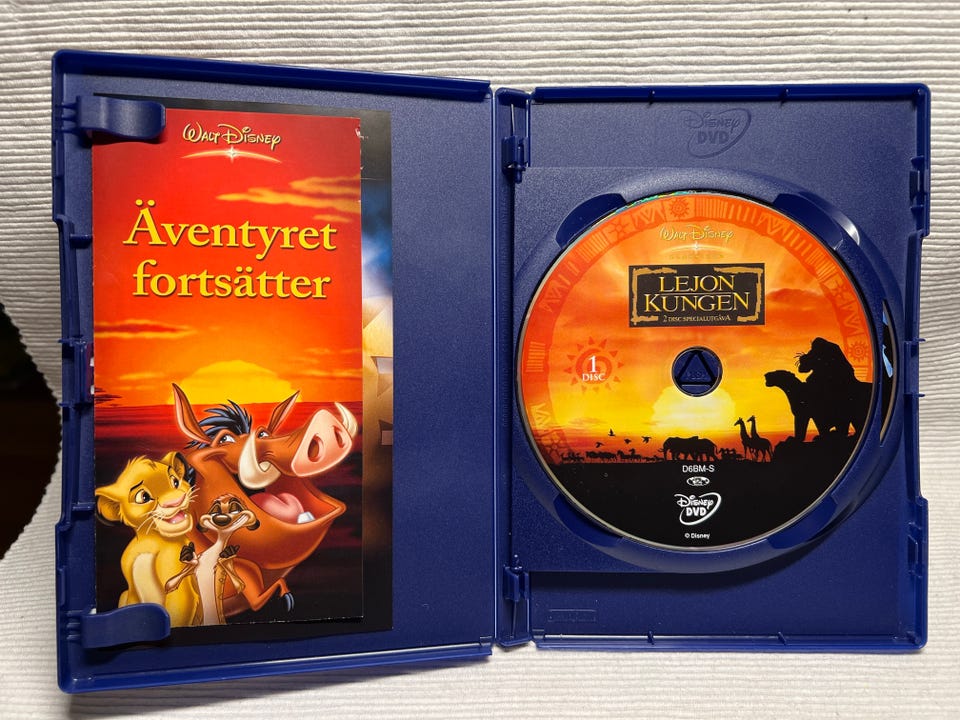 WALT DISNEY
Äventyret
fortsätter
DISNEY
DVD
WALT DISNEY
LEJON
KUNGEN
2 DISC SPECIALUTGÅVA
1
DISC
D6BM-S
DISNEY
DVD
© Disney